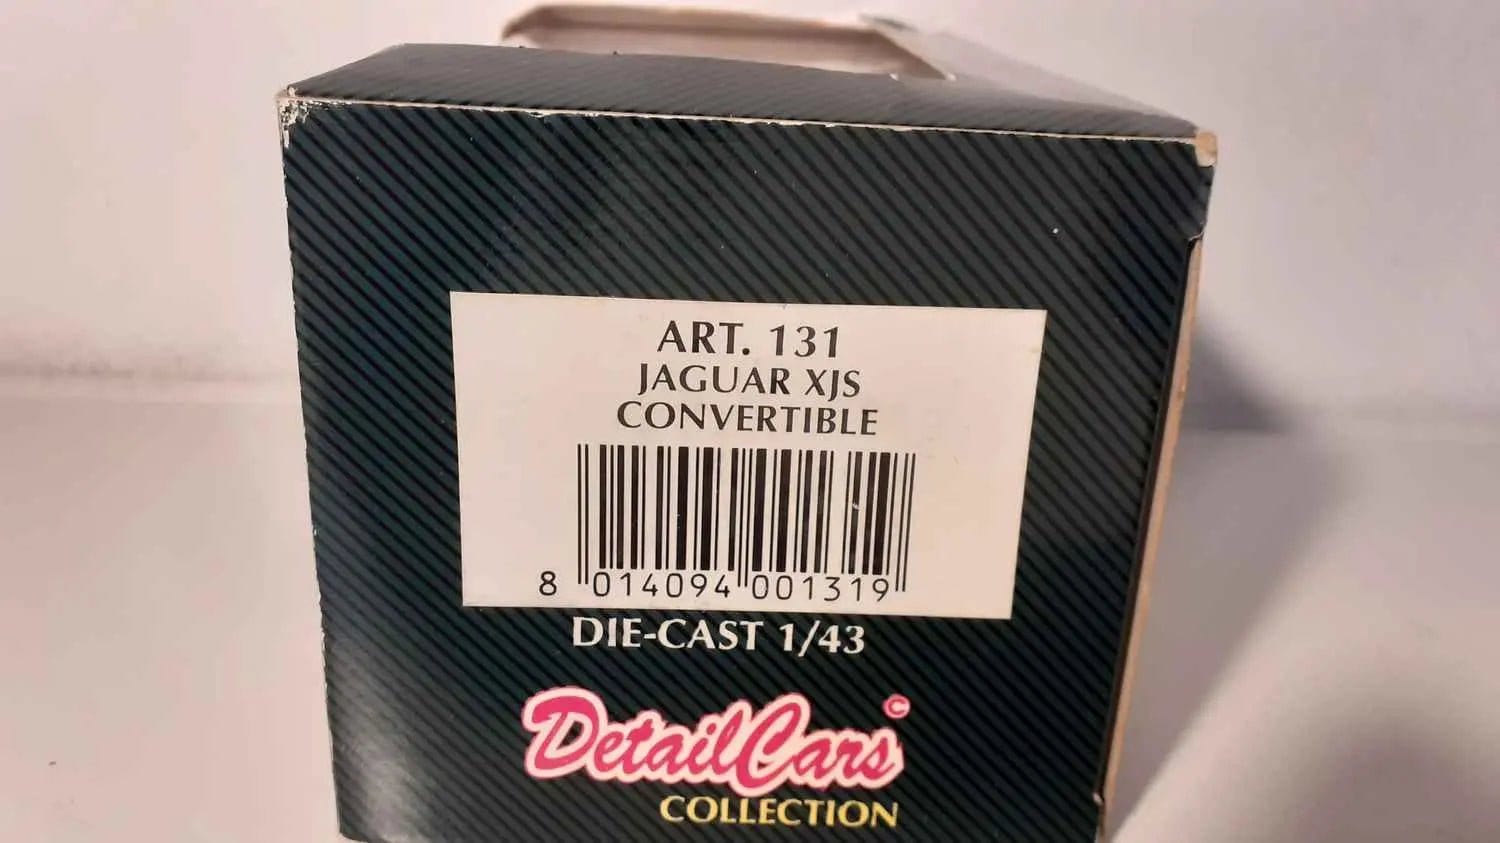 ART. 131
JAGUAR XJS
CONVERTIBLE
8 014094 001319
DIE-CAST 1/43
DetailCars ©
COLLECTION